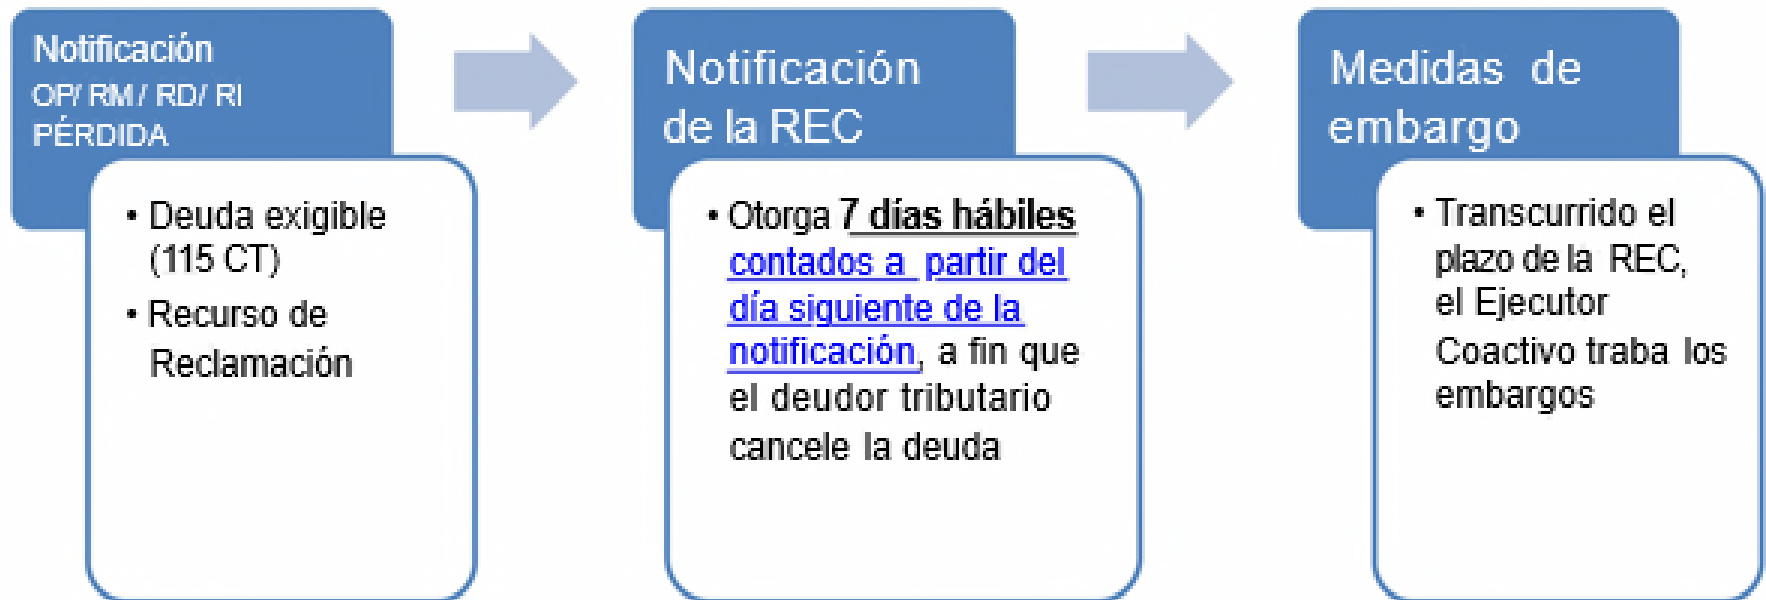 Notificación
OP/ RM / RD/ RI
PÉRDIDA
• Deuda exigible
(115 CT)
• Recurso de
Reclamación
Notificación
de la REC
• Otorga 7 días hábiles
contados a partir del
día siguiente de la
notificación, a fin que
el deudor tributario
cancele la deuda
Medidas de
embargo
• Transcurrido el
plazo de la REC,
el Ejecutor
Coactivo traba los
embargos